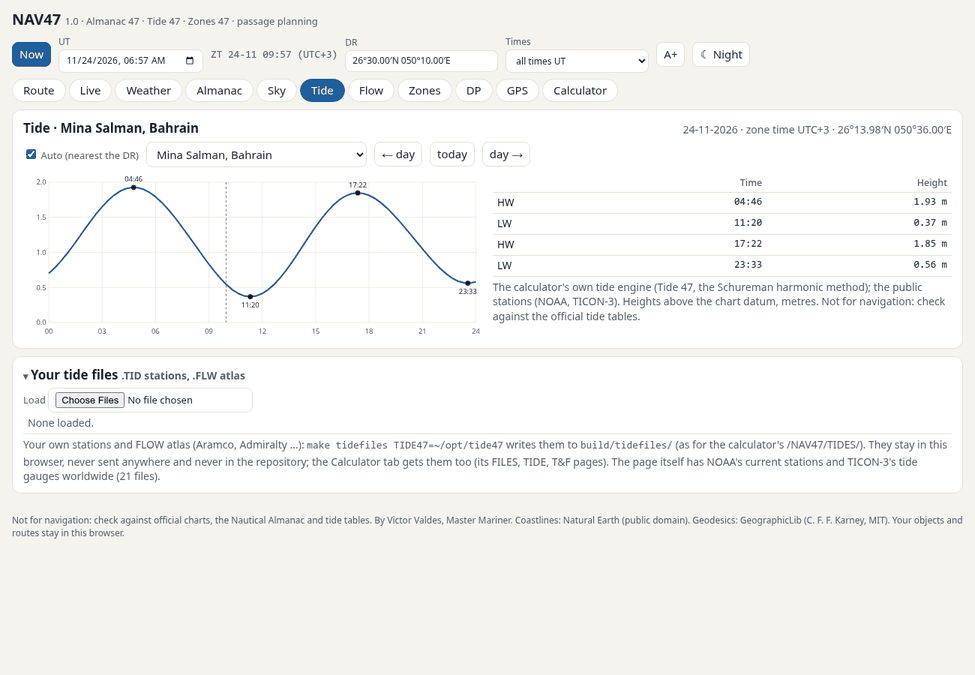 NAV47 1.0 · Almanac 47 · Tide 47 · Zones 47 · passage planning
Now
UT
11/24/2026, 06:57 AM
ZT 24-11 09:57 (UTC+3)
DR
26°30.00'N 050°10.00'E
Times
all times UT
A+
☾ Night
Route
Live
Weather
Almanac
Sky
Tide
Flow
Zones
DP
GPS
Calculator
Tide · Mina Salman, Bahrain
24-11-2026 · zone time UTC+3 · 26°13.98'N 050°36.00'E
Auto (nearest the DR)
Mina Salman, Bahrain
← day
today
day →
2.0
1.5
1.0
0.5
0.0
04:46
11:20
17:22
23:33
00 03 06 09 12 15 18 21 24
Time Height
HW 04:46 1.93 m
LW 11:20 0.37 m
HW 17:22 1.85 m
LW 23:33 0.56 m
The calculator's own tide engine (Tide 47, the Schureman harmonic method); the public
stations (NOAA, TICON-3). Heights above the chart datum, metres. Not for navigation: check
against the official tide tables.
▾ Your tide files .TID stations, .FLW atlas
Load Choose Files No file chosen
None loaded.
Your own stations and FLOW atlas (Aramco, Admiralty ...): make tidefiles TIDE47=~/opt/tide47 writes them to build/tidefiles/ (as for the calculator's /NAV47/TIDES/). They stay in this
browser, never sent anywhere and never in the repository; the Calculator tab gets them too (its FILES, TIDE, T&F pages). The page itself has NOAA's current stations and TICON-3's tide
gauges worldwide (21 files).
Not for navigation: check against official charts, the Nautical Almanac and tide tables. By Victor Valdes, Master Mariner. Coastlines: Natural Earth (public domain). Geodesics: GeographicLib (C. F. F. Karney, MIT). Your objects and
routes stay in this browser.